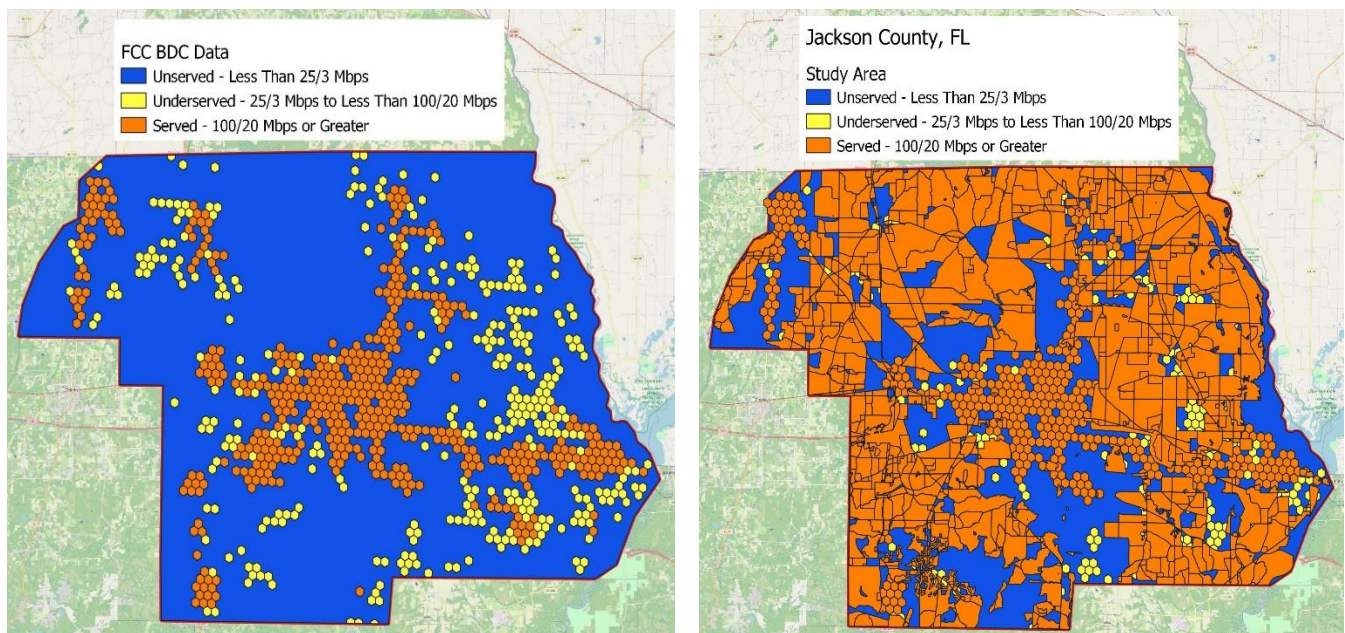 FCC BDC Data
Unserved - Less Than 25/3 Mbps
Underserved - 25/3 Mbps to Less Than 100/20 Mbps
Served - 100/20 Mbps or Greater
Jackson County, FL
Study Area
Unserved - Less Than 25/3 Mbps
Underserved - 25/3 Mbps to Less Than 100/20 Mbps
Served - 100/20 Mbps or Greater